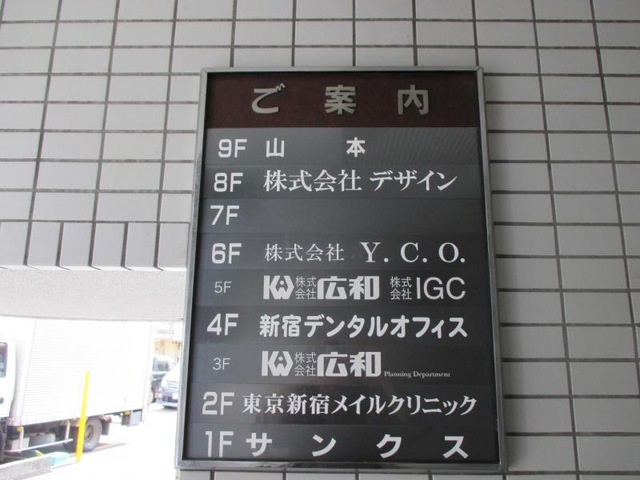 ご案内
9F 山本
8F 株式会社 デザイン
7F
6F 株式会社 Y.C.O.
5F 株式会社 広和 株式会社 IGC
4F 新宿デンタルオフィス
3F 株式会社 広和 Planning Department
2F 東京新宿メイルクリニック
1F サンクス